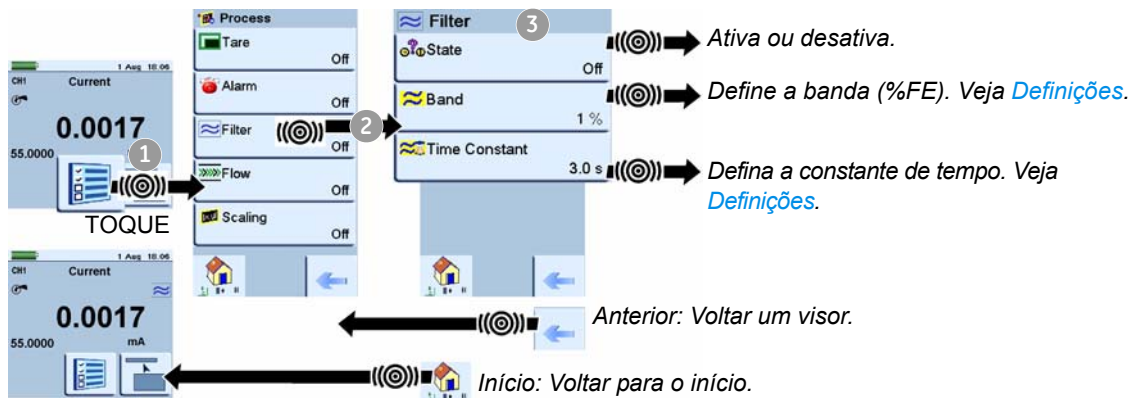 1 Aug 18:06
CH1
Current
0.0017
55.0000
1
TOQUE
Process
Tare
Off
Alarm
Off
Filter
Off
2
Flow
Off
Scaling
Off
Filter
3
State
Off
Band
1 %
Time Constant
3.0 s
Ativa ou desativa.
Define a banda (%FE). Veja Definições.
Defina a constante de tempo. Veja
Definições.
1 Aug 18:06
CH1
Current
0.0017
55.0000
mA
Anterior: Voltar um visor.
Início: Voltar para o início.